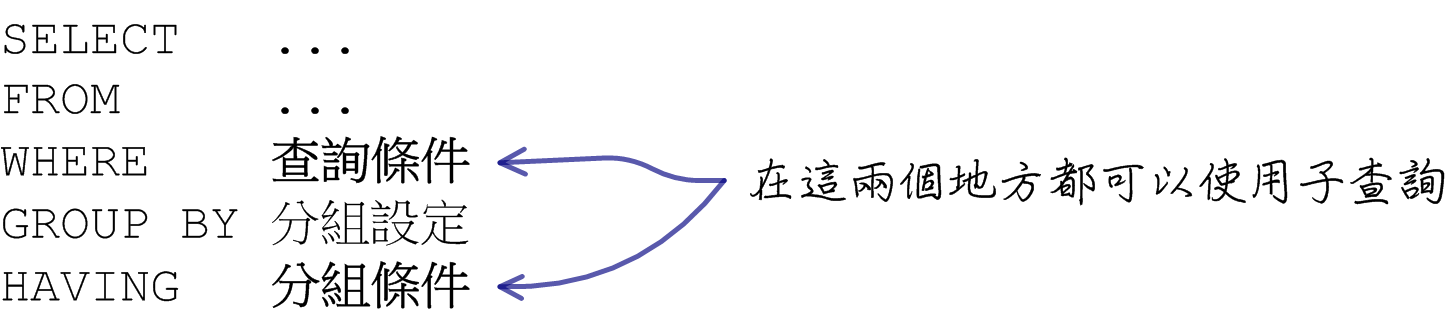 SELECT ...
FROM ...
WHERE 查詢條件
在這兩個地方都可以使用子查詢
GROUP BY 分組設定
HAVING 分組條件